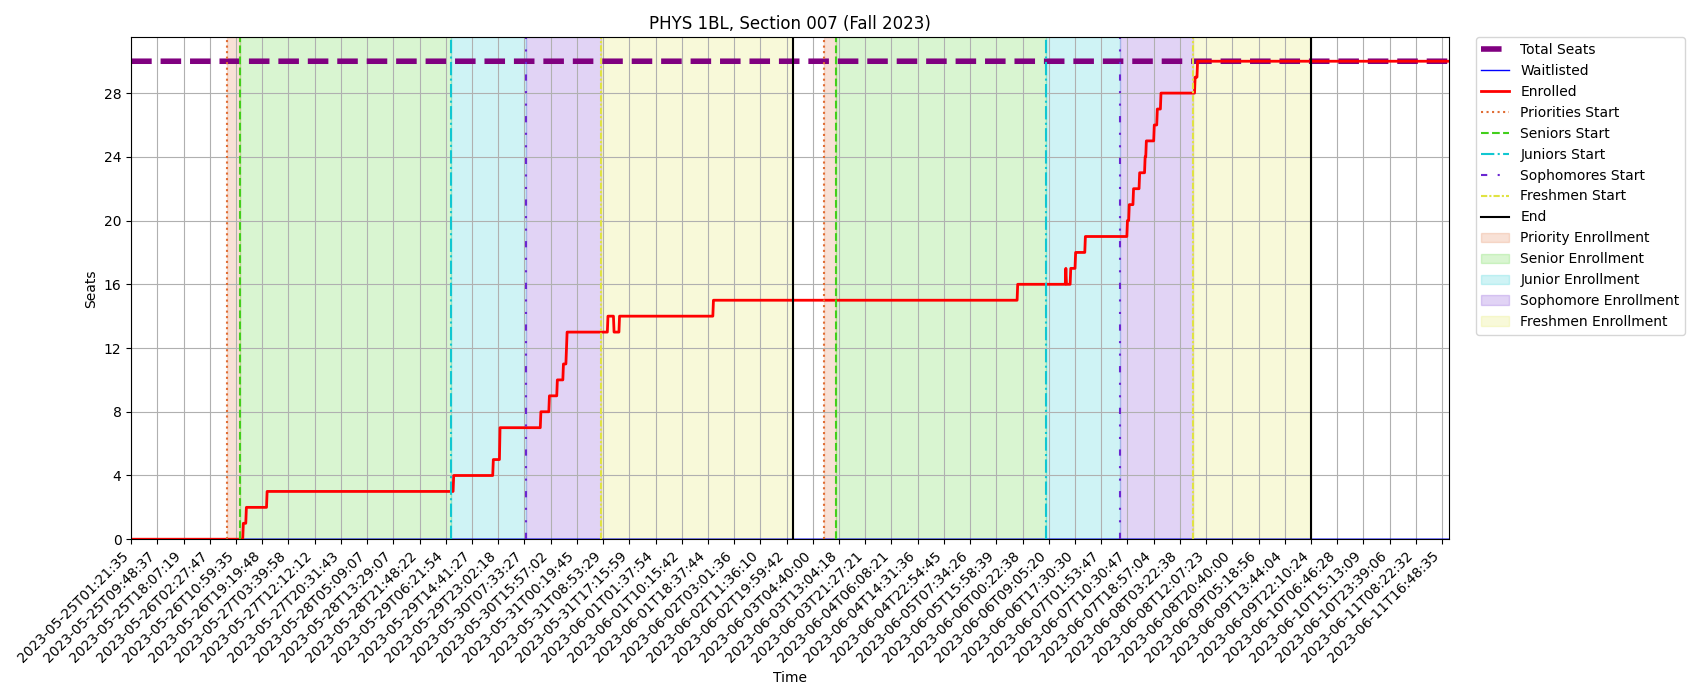 PHYS 1BL, Section 007 (Fall 2023)
Total Seats
Waitlisted
Enrolled
Priorities Start
Seniors Start
Juniors Start
Sophomores Start
Freshmen Start
End
Priority Enrollment
Senior Enrollment
Junior Enrollment
Sophomore Enrollment
Freshmen Enrollment
Seats
28
24
20
16
12
8
4
0
2023-05-25T01:21:35
2023-05-25T09:48:37
2023-05-25T18:07:19
2023-05-26T02:27:47
2023-05-26T10:59:35
2023-05-26T19:19:48
2023-05-27T03:39:58
2023-05-27T12:12:12
2023-05-27T20:31:43
2023-05-28T05:09:07
2023-05-28T13:29:07
2023-05-28T21:48:22
2023-05-29T06:21:54
2023-05-29T14:41:27
2023-05-29T23:02:18
2023-05-30T07:33:27
2023-05-30T15:57:02
2023-05-31T00:19:45
2023-05-31T08:53:29
2023-05-31T17:15:59
2023-06-01T01:37:54
2023-06-01T10:15:42
2023-06-01T18:37:44
2023-06-02T03:01:36
2023-06-02T11:36:10
2023-06-02T19:59:42
2023-06-03T04:40:00
2023-06-03T13:04:18
2023-06-03T21:27:21
2023-06-04T06:08:21
2023-06-04T14:31:36
2023-06-04T22:54:45
2023-06-05T07:34:26
2023-06-05T15:58:39
2023-06-06T00:22:38
2023-06-06T09:05:20
2023-06-06T17:30:30
2023-06-07T01:53:47
2023-06-07T10:30:47
2023-06-07T18:57:04
2023-06-08T03:22:38
2023-06-08T12:07:23
2023-06-08T20:40:00
2023-06-09T05:18:56
2023-06-09T13:44:04
2023-06-09T22:10:24
2023-06-10T06:46:28
2023-06-10T15:13:09
2023-06-10T23:39:06
2023-06-11T08:22:32
2023-06-11T16:48:35
Time